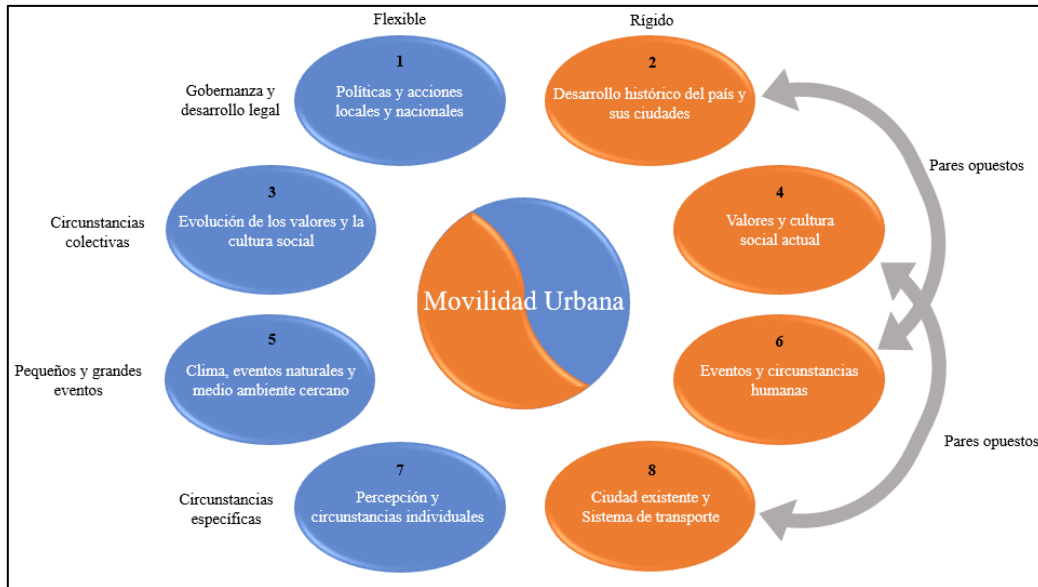 Flexible
Rígido
Gobernanza y
desarrollo legal
1
Políticas y acciones
locales y nacionales
2
Desarrollo histórico del país y
sus ciudades
Pares opuestos
Circunstancias
colectivas
3
Evolución de los valores y la
cultura social
4
Valores y cultura
social actual
Movilidad Urbana
Pequeños y grandes
eventos
5
Clima, eventos naturales y
medio ambiente cercano
6
Eventos y circunstancias
humanas
Pares opuestos
Circunstancias
específicas
7
Percepción y
circunstancias individuales
8
Ciudad existente y
Sistema de transporte